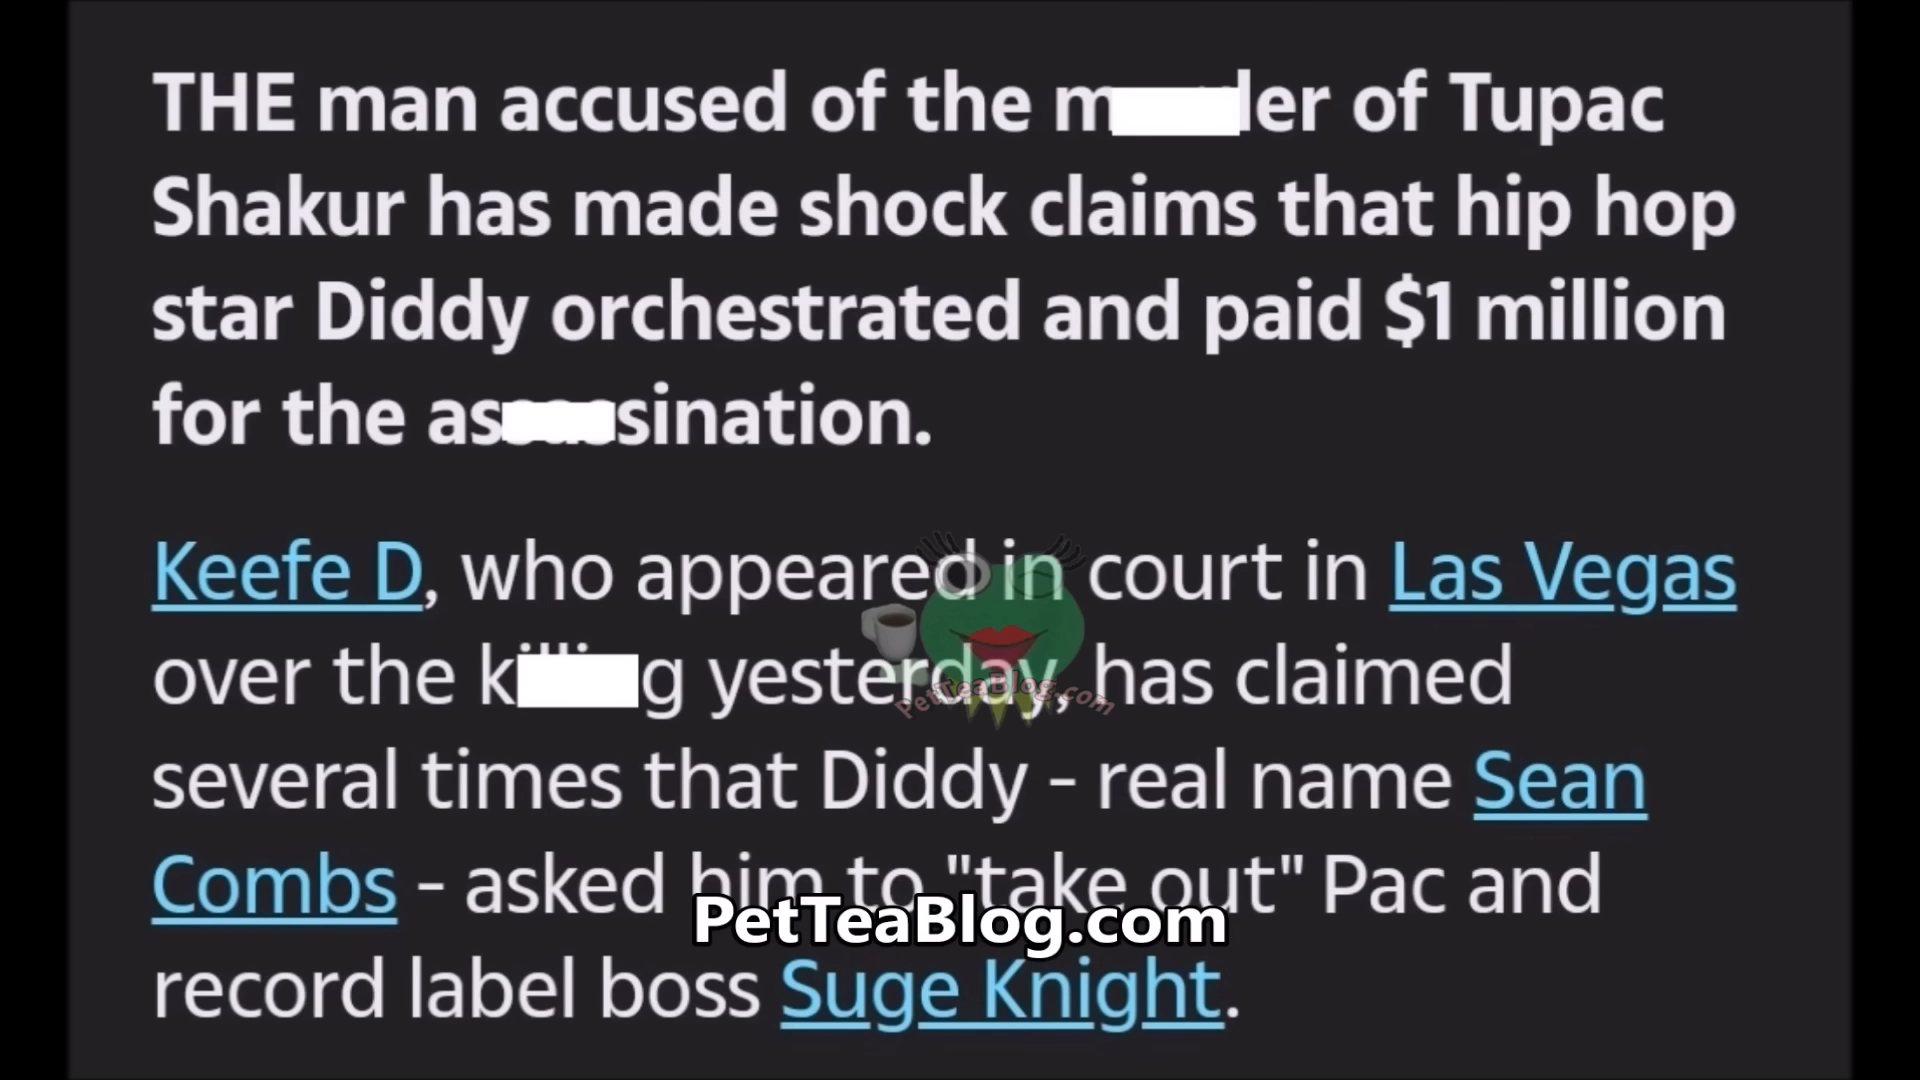 THE man accused of the m er of Tupac
Shakur has made shock claims that hip hop
star Diddy orchestrated and paid $1 million
for the as sination.
Keefe D, who appeared in court in Las Vegas
over the k g yesterday, has claimed
PetTeaBlog.com
several times that Diddy - real name Sean
Combs - asked him to "take out" Pac and
PetTeaBlog.com
record label boss Suge Knight.